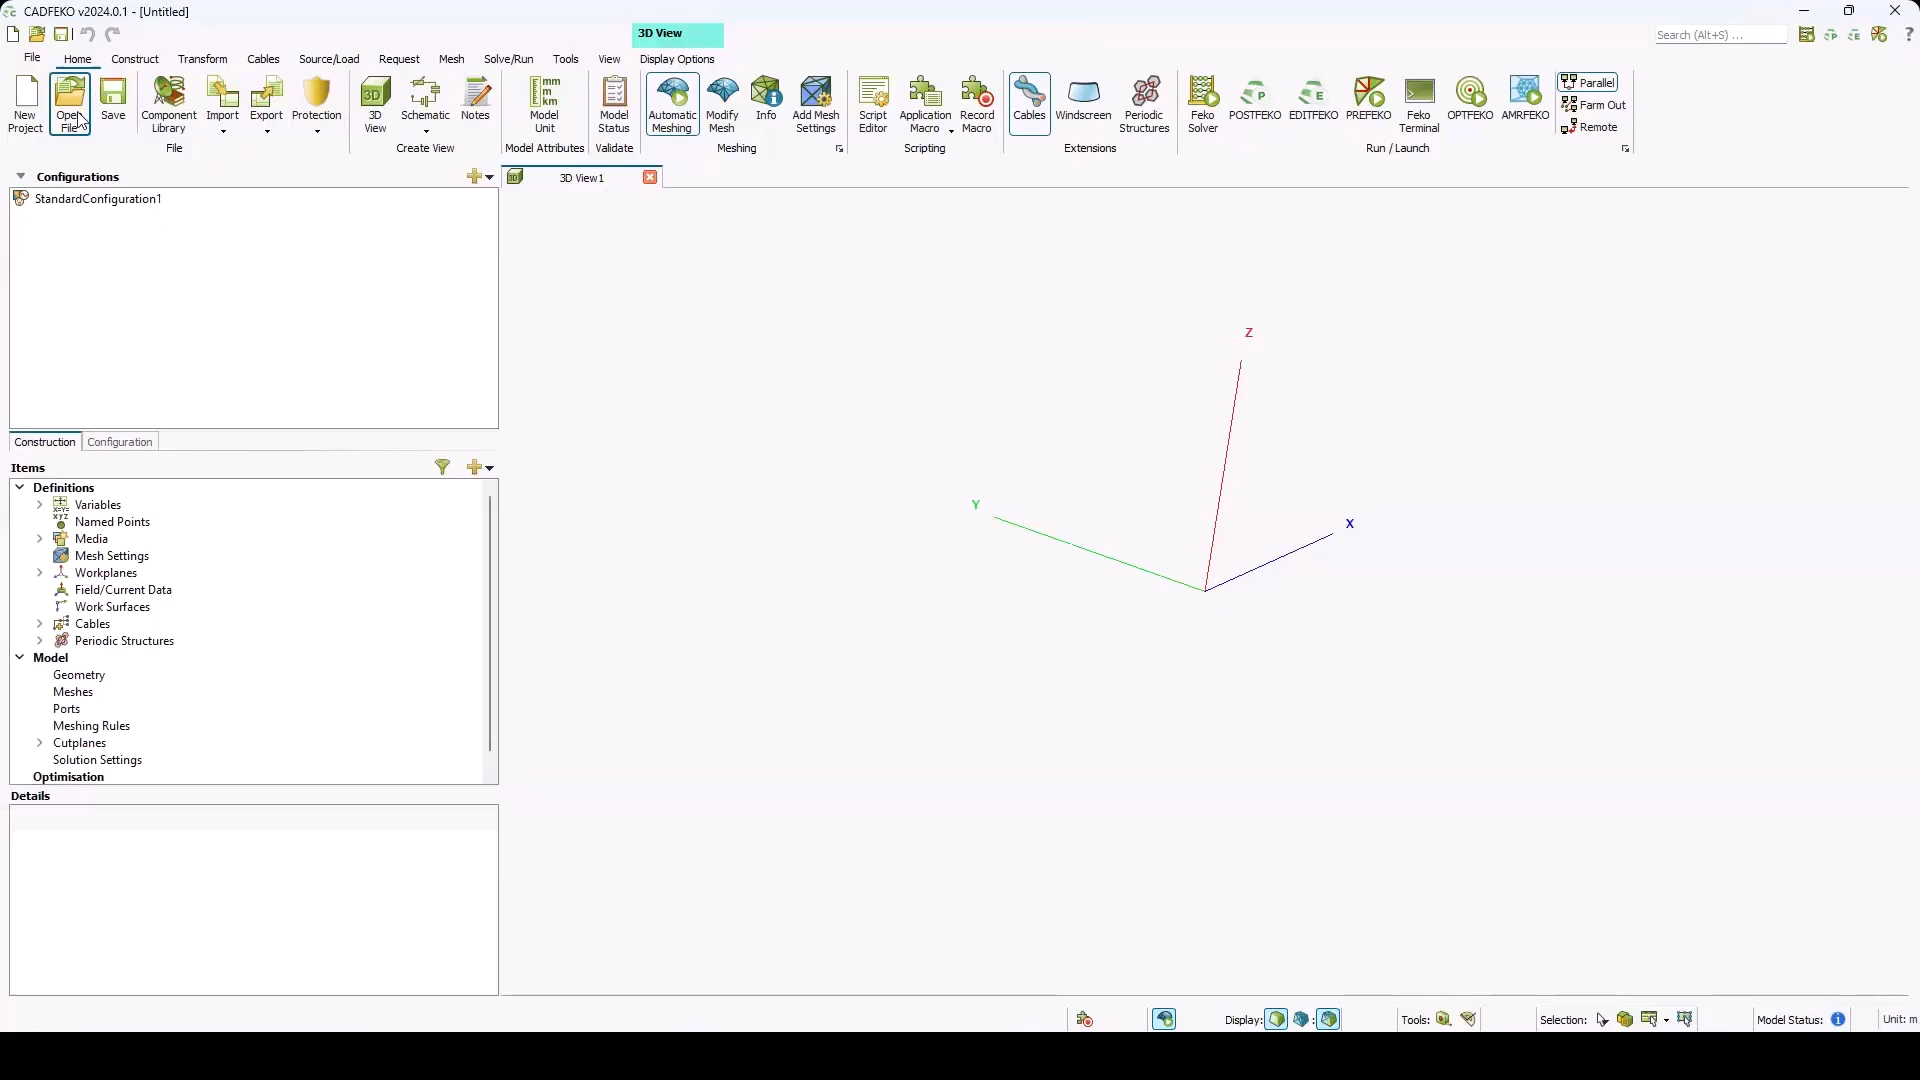 CADFEKO v2024.0.1 - [Untitled]
3D View
Search (Alt+S) ...
File Home Construct Transform Cables Source/Load Request Mesh Solve/Run Tools View Display Options
New Project
Open File
Save
Component Library
Import
Export
Protection
3D View
Schematic
Notes
Model Unit
Model Status
Automatic Meshing
Modify Mesh
Info
Add Mesh Settings
Script Editor
Application Macro
Record Macro
Cables
Windscreen
Periodic Structures
Feko Solver
POSTFEKO
EDITFEKO
PREFEKO
Feko Terminal
OPTFEKO
AMRFEKO
Parallel
Farm Out
Remote
File
Create View
Model Attributes
Validate
Meshing
Scripting
Extensions
Run / Launch
Configurations
StandardConfiguration1
3D View1
Construction Configuration
Items
Definitions
Variables
Named Points
Media
Mesh Settings
Workplanes
Field/Current Data
Work Surfaces
Cables
Periodic Structures
Model
Geometry
Meshes
Ports
Meshing Rules
Cutplanes
Solution Settings
Optimisation
Details
Z
Y
X
Display:
Tools:
Selection:
Model Status:
Unit: m